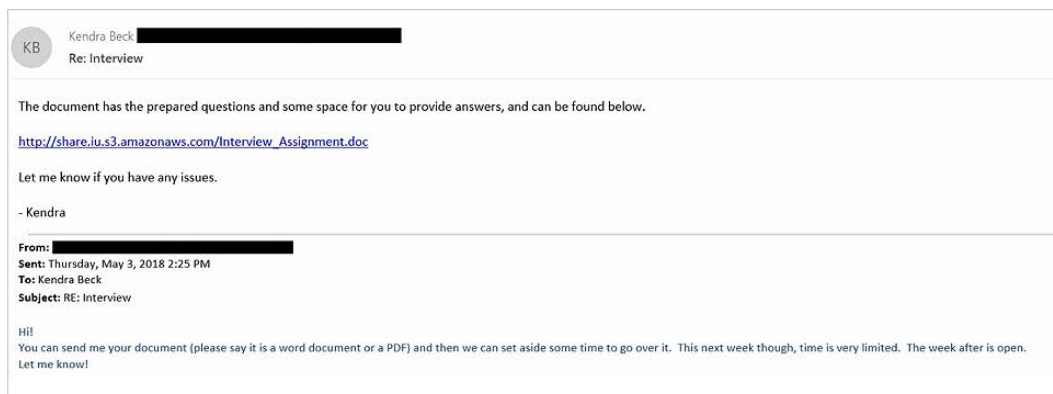 KB
Kendra Beck
Re: Interview
The document has the prepared questions and some space for you to provide answers, and can be found below.
http://share.iu.s3.amazonaws.com/Interview_Assignment.doc
Let me know if you have any issues.
- Kendra
From:
Sent: Thursday, May 3, 2018 2:25 PM
To: Kendra Beck
Subject: RE: Interview
Hi!
You can send me your document (please say it is a word document or a PDF) and then we can set aside some time to go over it. This next week though, time is very limited. The week after is open.
Let me know!